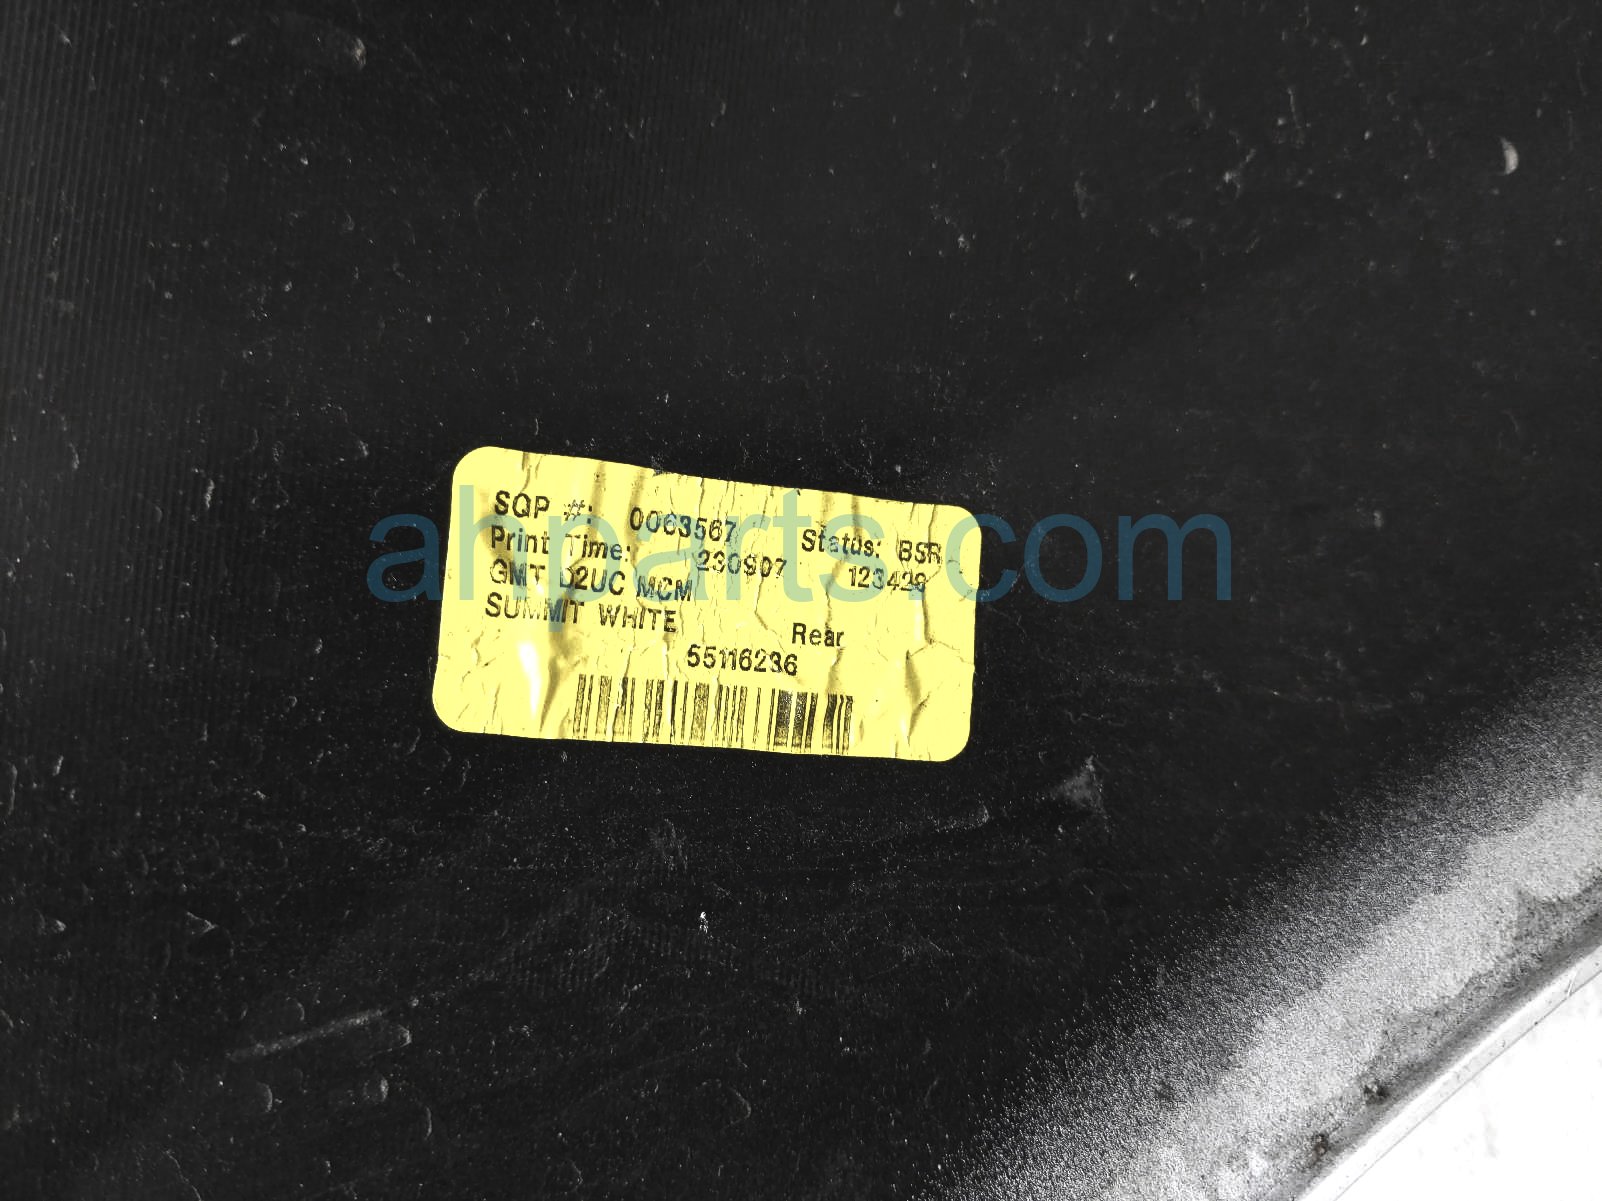 SQP #: 0063567 Status: BSR
Print Time: 230907 123429
GMT D2UC MCM
SUMMIT WHITE Rear
55116236
ahparts.com